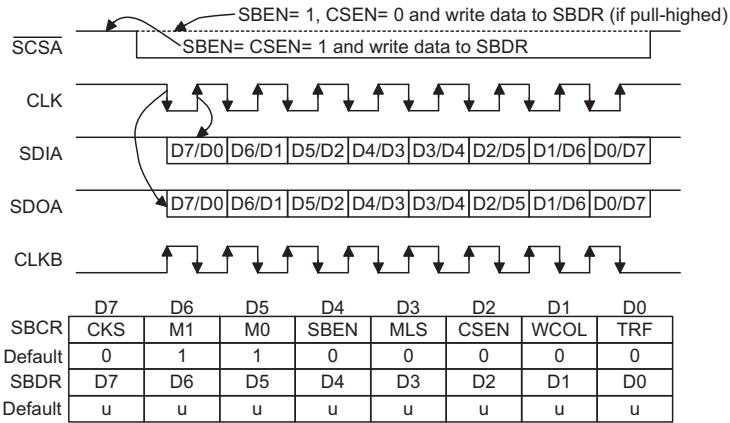 SBEN= 1, CSEN= 0 and write data to SBDR (if pull-highed)
SCSA
SBEN= CSEN= 1 and write data to SBDR
CLK
SDIA D7/D0 D6/D1 D5/D2 D4/D3 D3/D4 D2/D5 D1/D6 D0/D7
SDOA D7/D0 D6/D1 D5/D2 D4/D3 D3/D4 D2/D5 D1/D6 D0/D7
CLKB
D7 D6 D5 D4 D3 D2 D1 D0
SBCR CKS M1 M0 SBEN MLS CSEN WCOL TRF
Default 0 1 1 0 0 0 0 0
SBDR D7 D6 D5 D4 D3 D2 D1 D0
Default u u u u u u u u